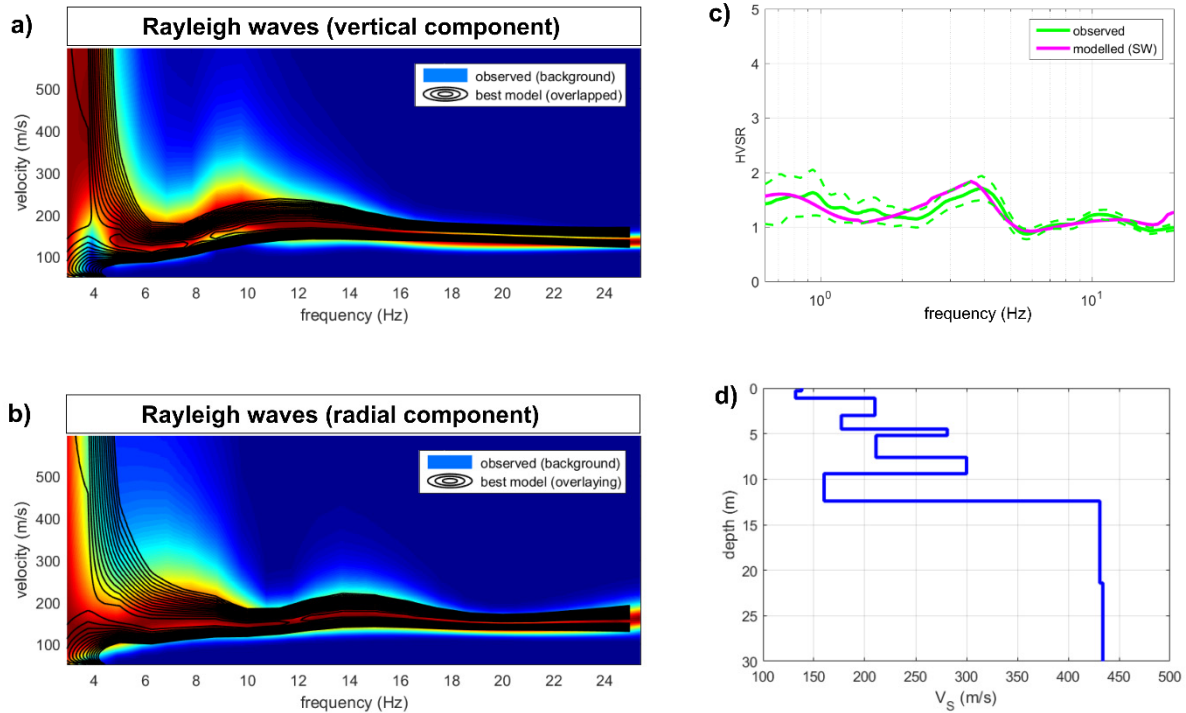 a)
Rayleigh waves (vertical component)
observed (background)
best model (overlapped)
velocity (m/s)
500
400
300
200
100
4 6 8 10 12 14 16 18 20 22 24
frequency (Hz)
c)
observed
modelled (SW)
HVSR
5
4
3
2
1
0
10^0 10^1
frequency (Hz)
b)
Rayleigh waves (radial component)
observed (background)
best model (overlaying)
velocity (m/s)
500
400
300
200
100
4 6 8 10 12 14 16 18 20 22 24
frequency (Hz)
d)
depth (m)
0
5
10
15
20
25
30
100 150 200 250 300 350 400 450 500
V_S (m/s)